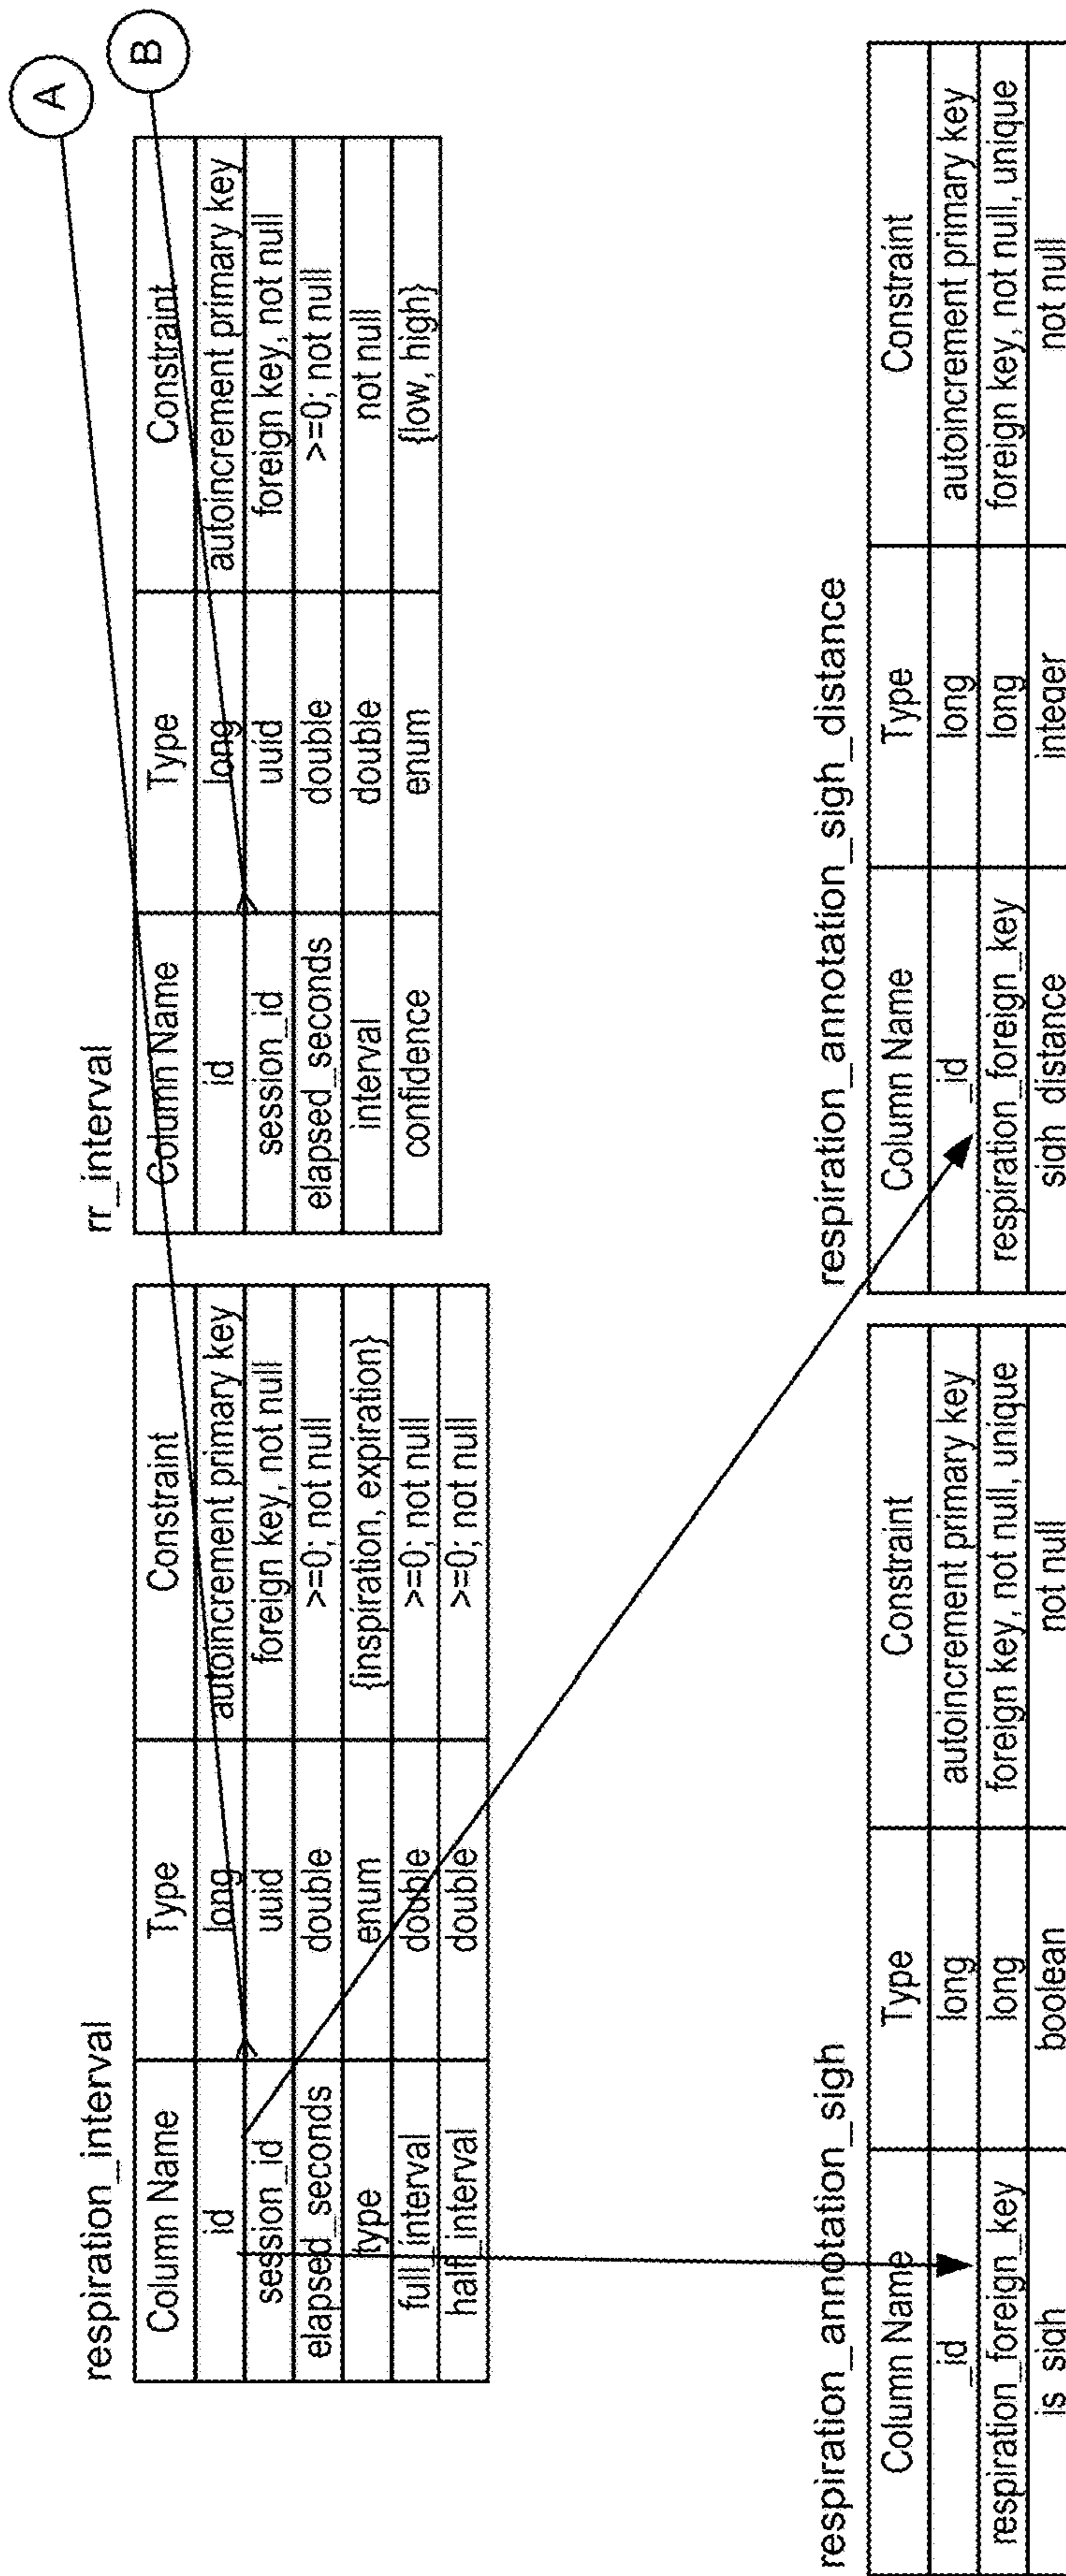 A
B
respiration_interval
Column Name Type Constraint
id long autoincrement primary key
session_id uuid foreign key, not null
elapsed_seconds double >=0; not null
type enum {inspiration, expiration}
full_interval double >=0; not null
half_interval double >=0; not null
rr_interval
Column Name Type Constraint
id long autoincrement primary key
session_id uuid foreign key, not null
elapsed_seconds double >=0; not null
interval double not null
confidence enum {low, high}
respiration_annotation_sigh
Column Name Type Constraint
_id long autoincrement primary key
respiration_foreign_key long foreign key, not null, unique
is_sigh boolean not null
respiration_annotation_sigh_distance
Column Name Type Constraint
_id long autoincrement primary key
respiration_foreign_key long foreign key, not null, unique
sigh_distance integer not null